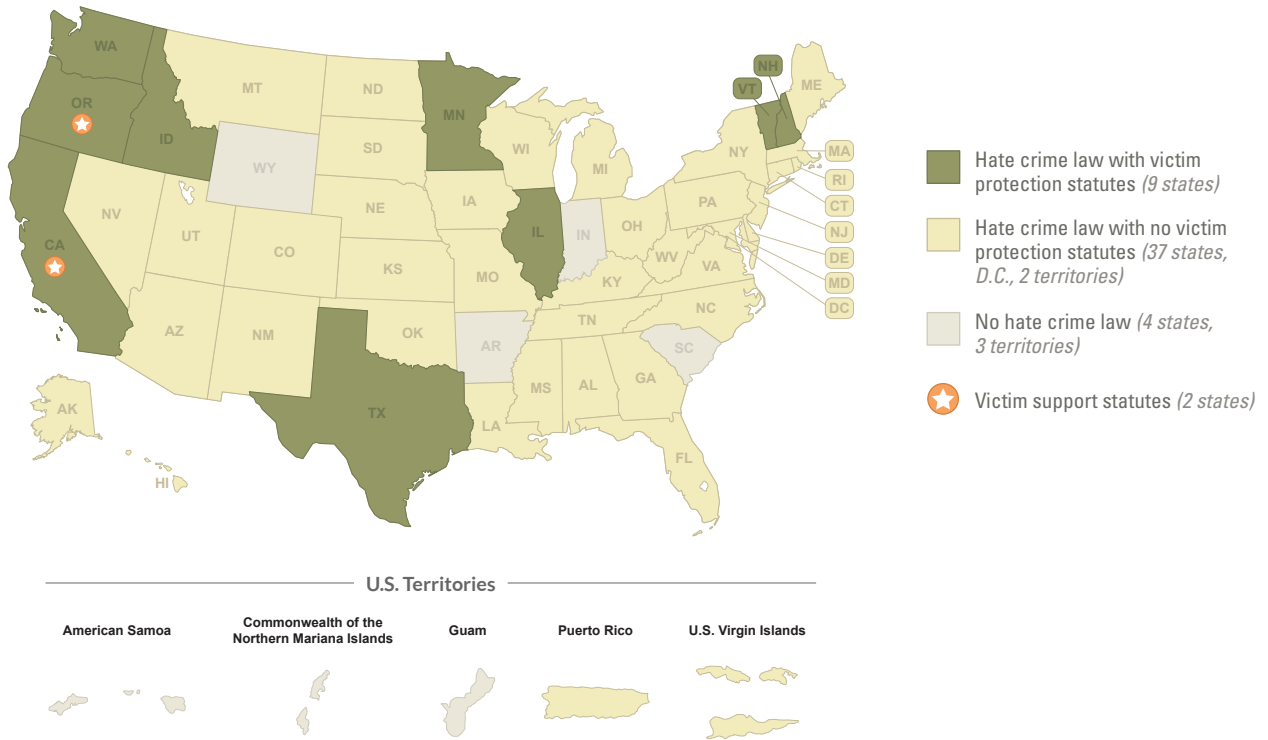 WA
MT
ND
MN
OR
ID
SD
WY
WI
MI
NH
VT
ME
NY
MA
RI
CT
NJ
DE
MD
DC
NV
UT
CO
NE
IA
IL
IN
OH
PA
CA
KS
MO
KY
WV
VA
AZ
NM
OK
AR
TN
NC
SC
TX
LA
MS
AL
GA
FL
AK
HI
Hate crime law with victim
protection statutes (9 states)
Hate crime law with no victim
protection statutes (37 states,
D.C., 2 territories)
No hate crime law (4 states,
3 territories)
Victim support statutes (2 states)
U.S. Territories
American Samoa
Commonwealth of the
Northern Mariana Islands
Guam
Puerto Rico
U.S. Virgin Islands